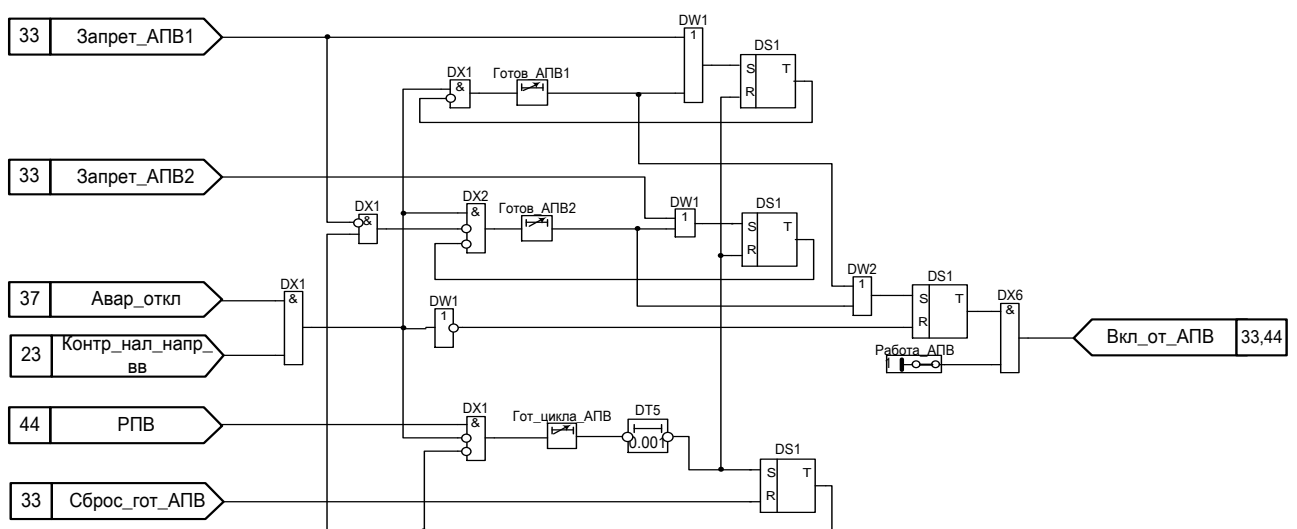 DW1
33 Запрет_АПВ1
1
DS1
S T
R
DX1
&
Готов_АПВ1
33 Запрет_АПВ2
DX1
&
DX2
&
Готов_АПВ2
DW1
1
DS1
S T
R
DW2
1
DS1
S T
R
DX6
&
37 Авар_откл
DX1
&
DW1
1
Вкл_от_АПВ 33,44
23 Контр_нал_напр_
вв
Работа_АПВ
1
44 РПВ
DX1
&
Гот_цикла_АПВ
DT5
0.001
DS1
S T
R
33 Сброс_гот_АПВ